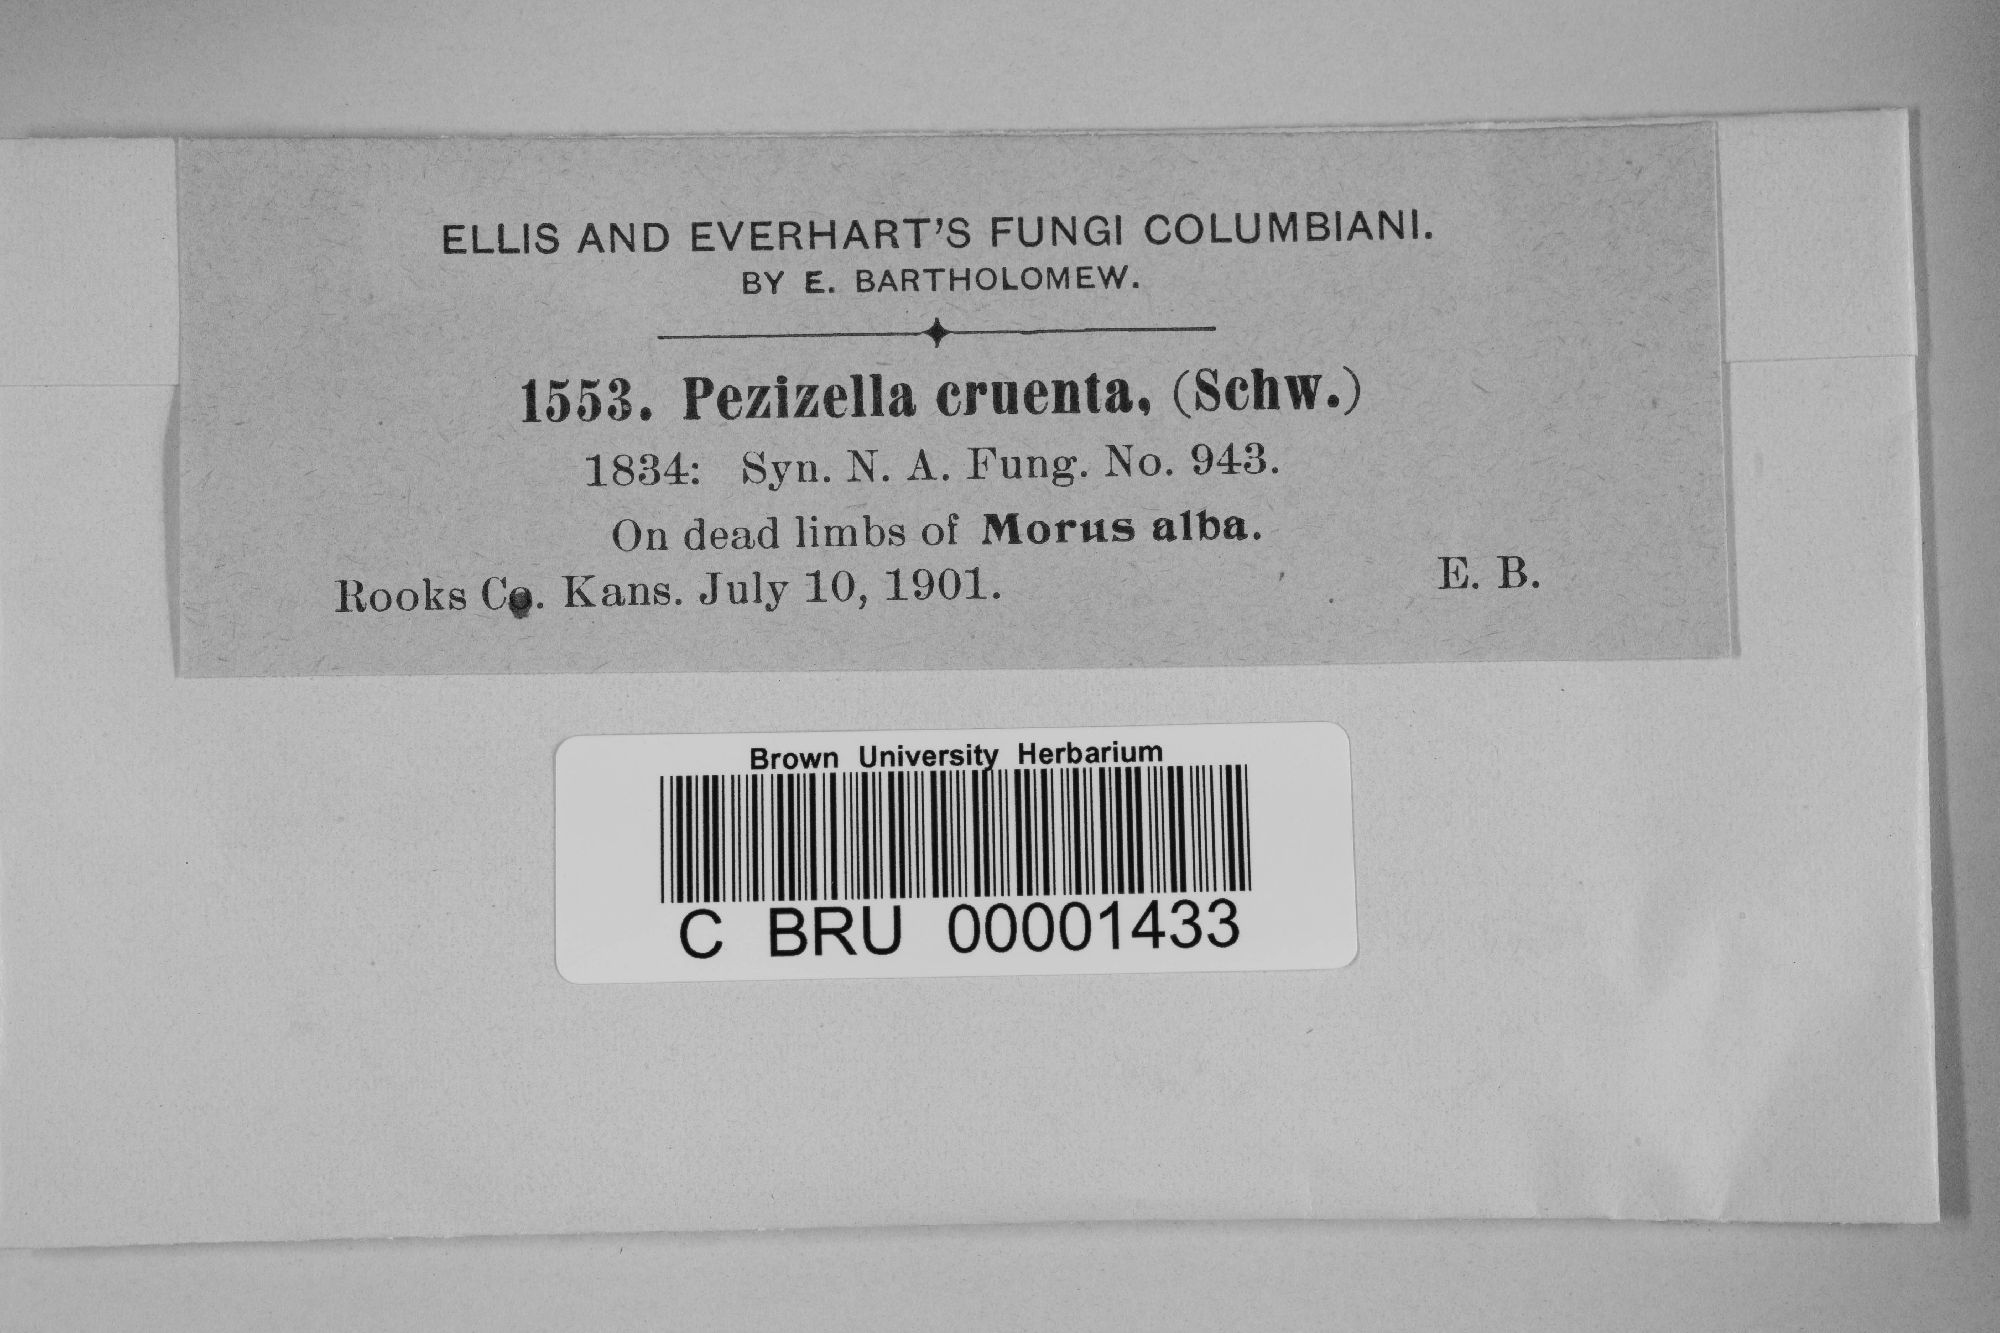 ELLIS AND EVERHART'S FUNGI COLUMBIANI.
BY E. BARTHOLOMEW.
1553. Pezizella cruenta, (Schw.)
1834: Syn. N. A. Fung. No. 943.
On dead limbs of Morus alba.
Rooks Co. Kans. July 10, 1901. E. B.
Brown University Herbarium
C BRU 00001433